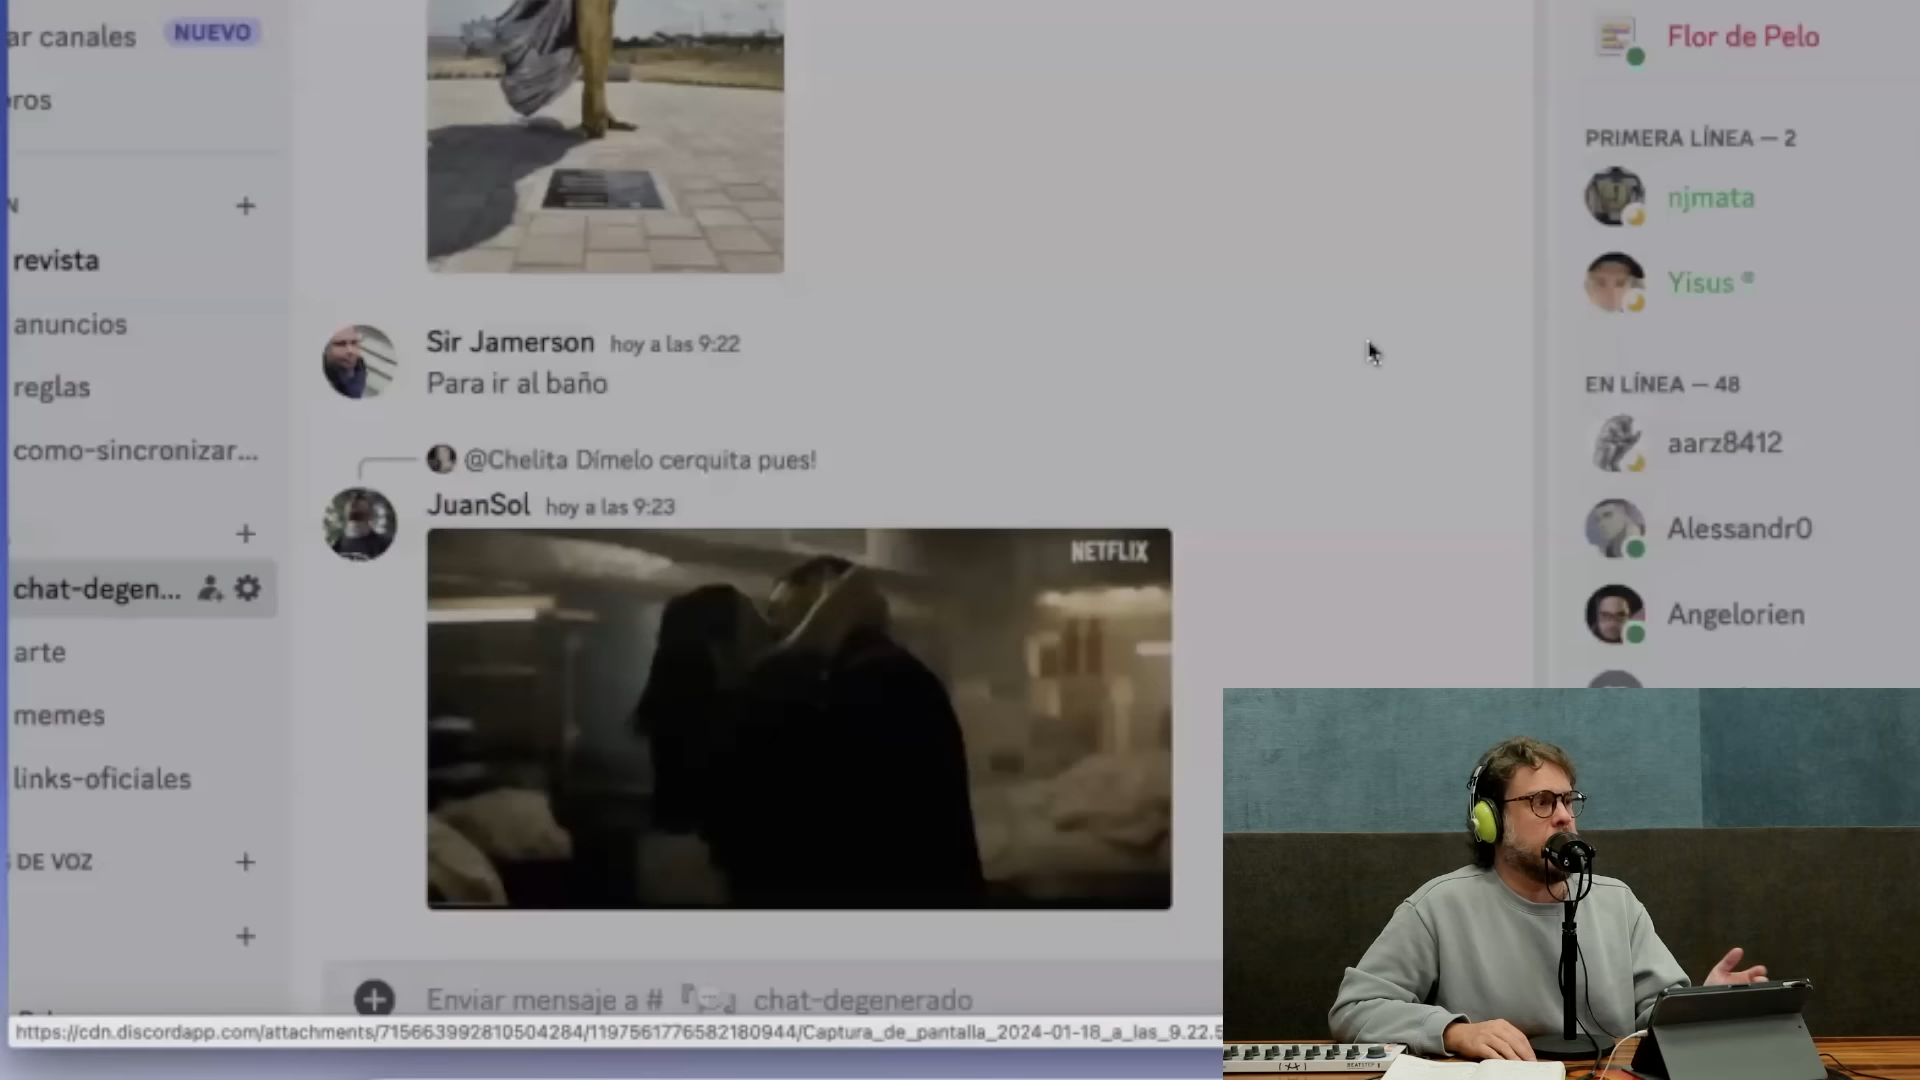 ar canales NUEVO
ros
N
revista
anuncios
reglas
como-sincronizar...
chat-degen...
arte
memes
links-oficiales
DE VOZ
Sir Jamerson hoy a las 9:22
Para ir al baño
@Chelita Dímelo cerquita pues!
JuanSol hoy a las 9:23
NETFLIX
Enviar mensaje a # 『💬』 chat-degenerado
https://cdn.discordapp.com/attachments/715663992810504284/1197561776582180944/Captura_de_pantalla_2024-01-18_a_las_9.22.5
Flor de Pelo
PRIMERA LÍNEA — 2
njmata
Yisus
EN LÍNEA — 48
aarz8412
Alessandr0
Angelorien
BEATSTEP